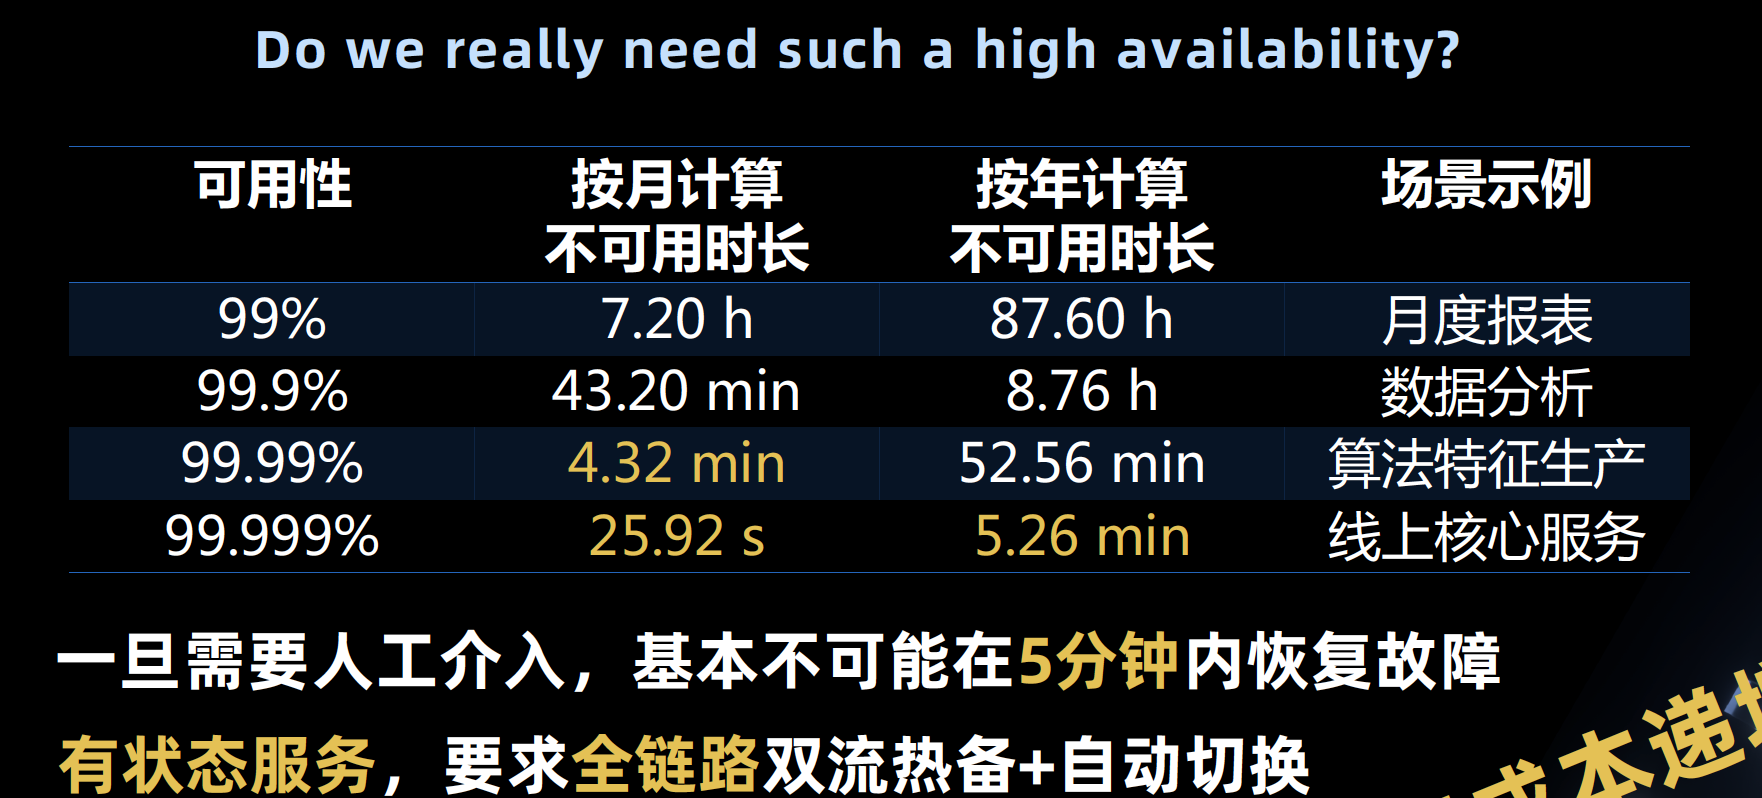 Do we really need such a high availability?
可用性 按月计算 按年计算 场景示例
不可用时长 不可用时长
99% 7.20 h 87.60 h 月度报表
99.9% 43.20 min 8.76 h 数据分析
99.99% 4.32 min 52.56 min 算法特征生产
99.999% 25.92 s 5.26 min 线上核心服务
一旦需要人工介入，基本不可能在5分钟内恢复故障
有状态服务，要求全链路双流热备+自动切换
成本递增